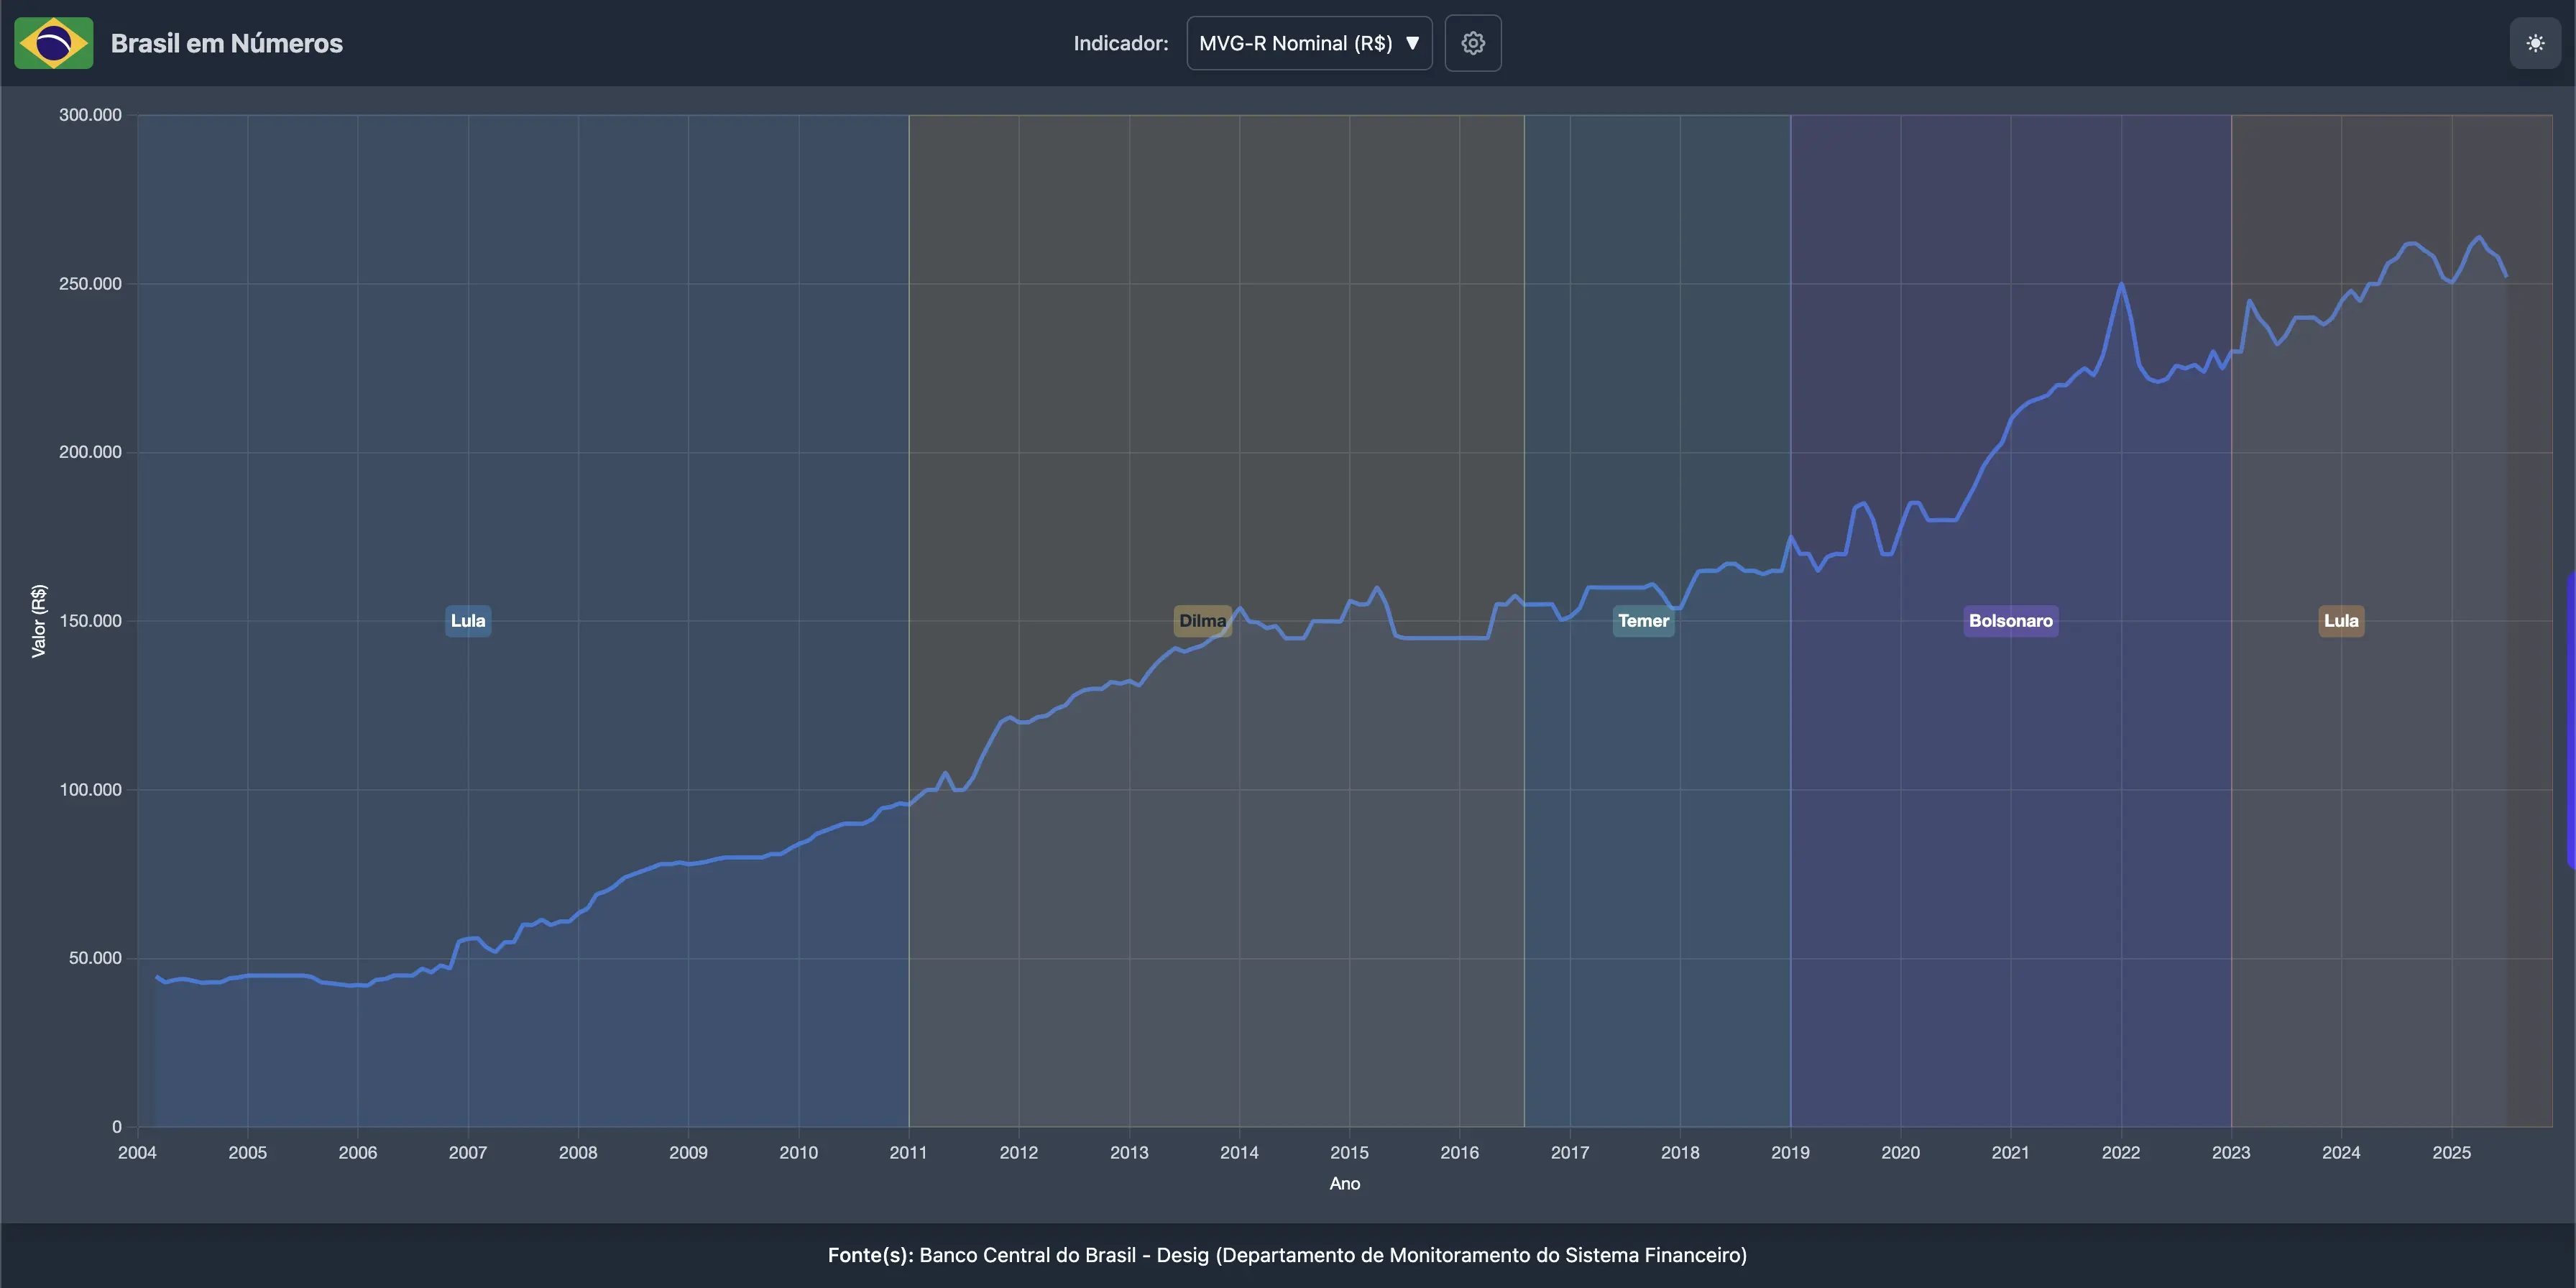 Brasil em Números
Indicador: MVG-R Nominal (R$) ▼
300.000
250.000
200.000
150.000
100.000
50.000
0
Valor (R$)
Lula
Dilma
Temer
Bolsonaro
Lula
2004 2005 2006 2007 2008 2009 2010 2011 2012 2013 2014 2015 2016 2017 2018 2019 2020 2021 2022 2023 2024 2025
Ano
Fonte(s): Banco Central do Brasil - Desig (Departamento de Monitoramento do Sistema Financeiro)